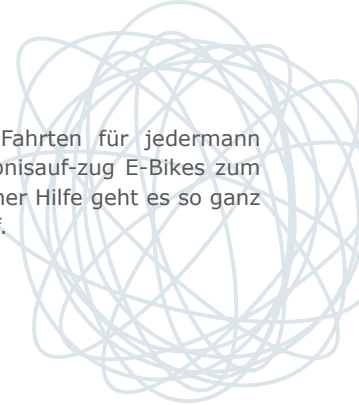 Fahrten für jedermann
onisauf-zug E-Bikes zum
ner Hilfe geht es so ganz
f.